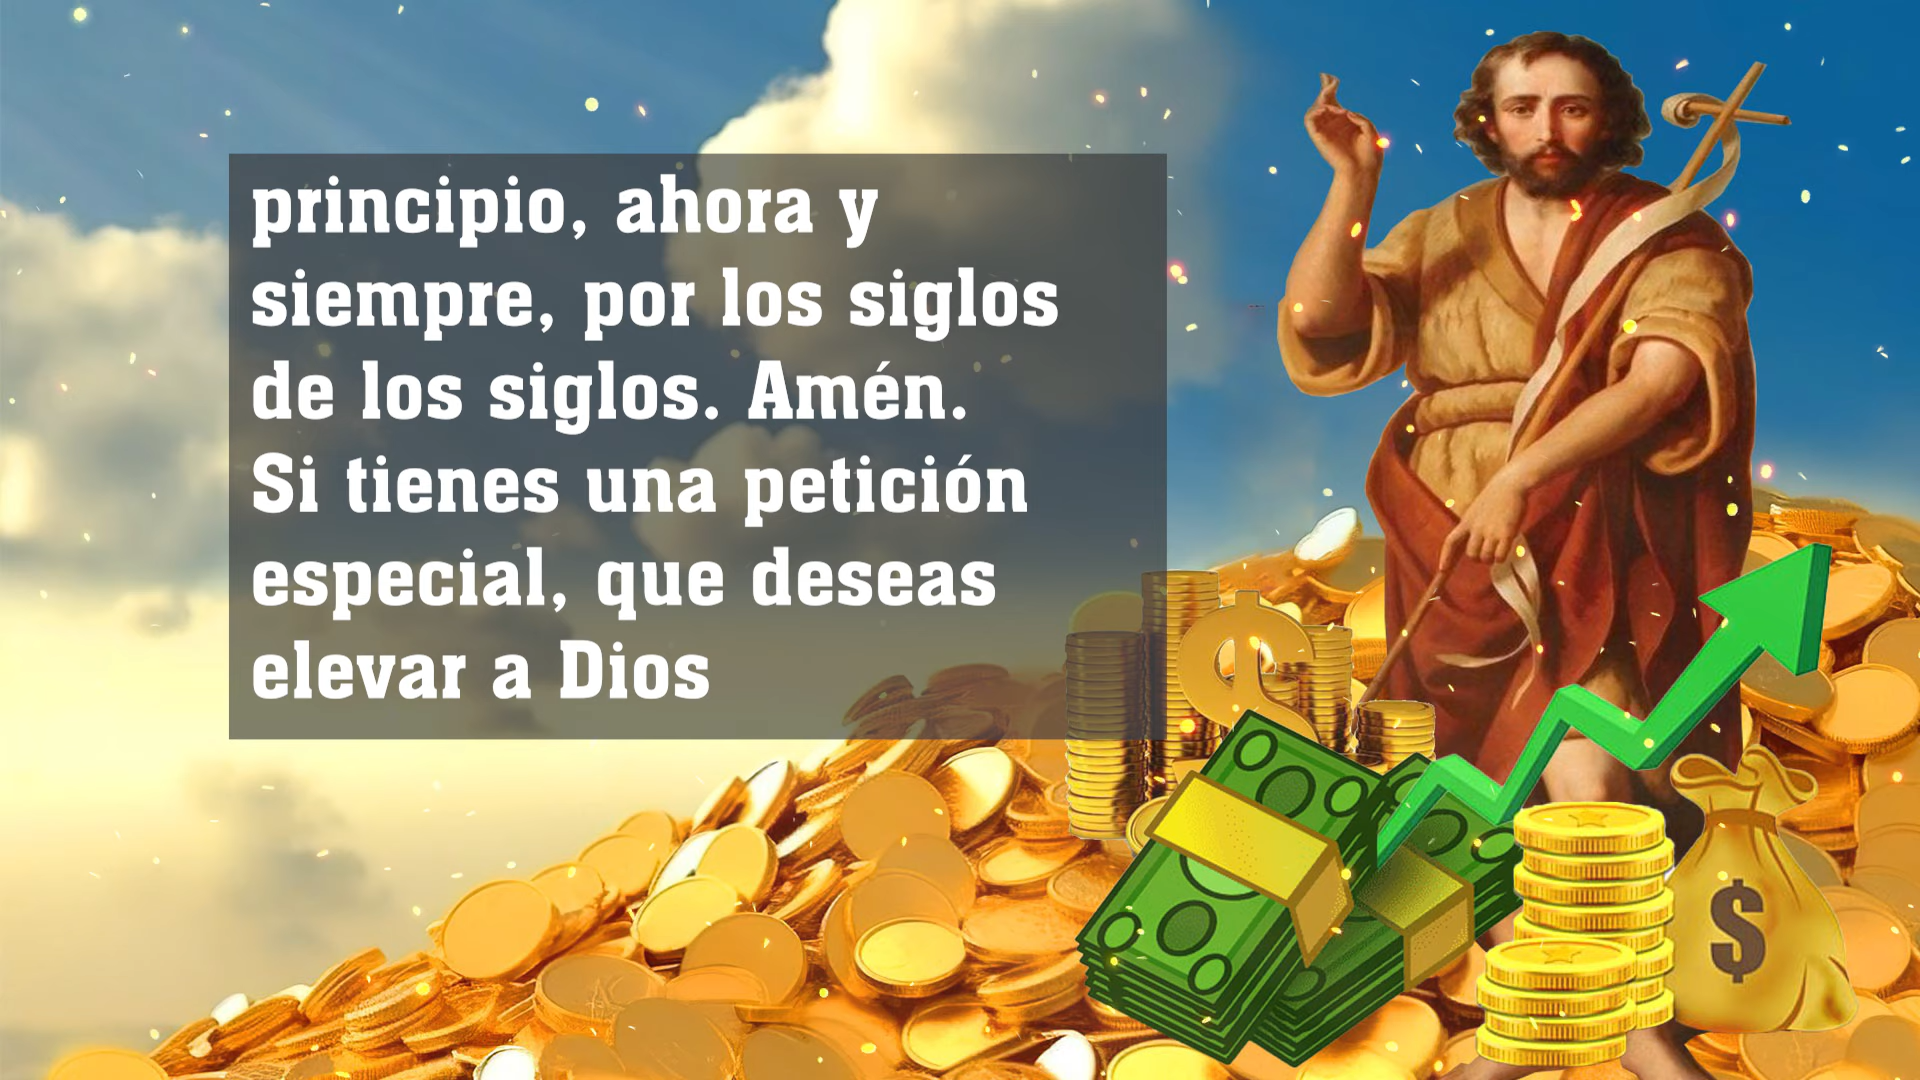 principio, ahora y
siempre, por los siglos
de los siglos. Amén.
Si tienes una petición
especial, que deseas
elevar a Dios
$
$